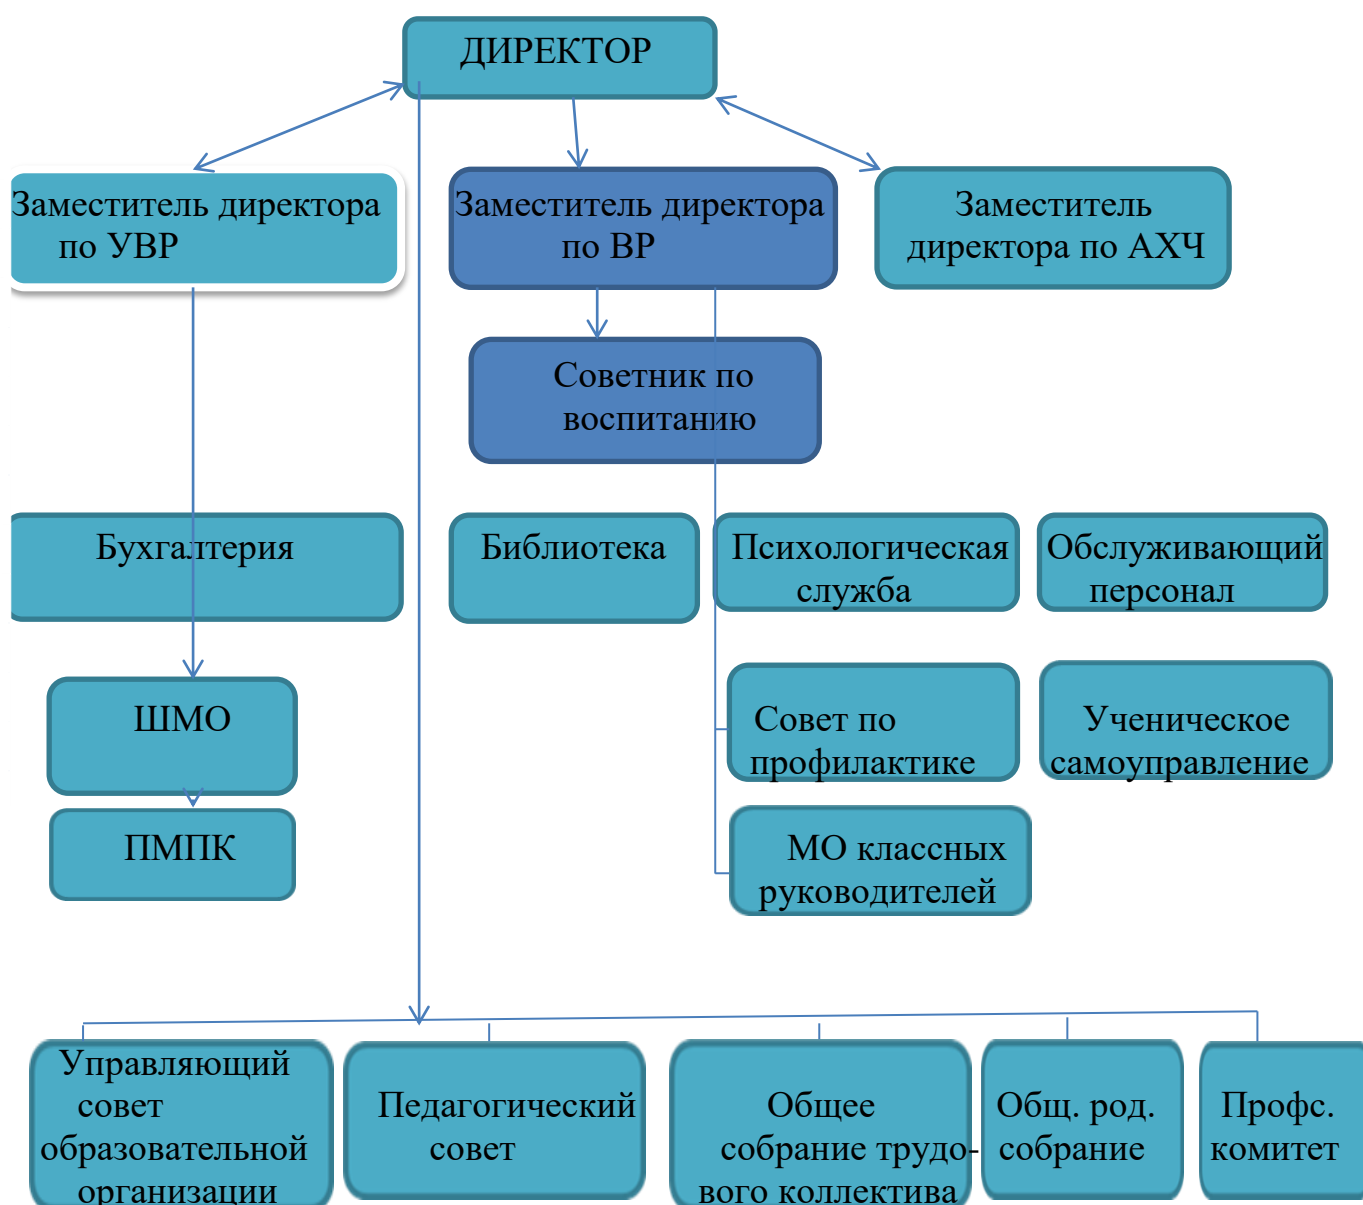 ДИРЕКТОР
Заместитель директора
по УВР
Заместитель директора
по ВР
Заместитель
директора по АХЧ
Советник по
воспитанию
Бухгалтерия
Библиотека
Психологическая
служба
Обслуживающий
персонал
ШМО
Совет по
профилактике
Ученическое
самоуправление
ПМПК
МО классных
руководителей
Управляющий
совет
образовательной
организации
Педагогический
совет
Общее
собрание трудо-
вого коллектива
Общ. род.
собрание
Профс.
комитет